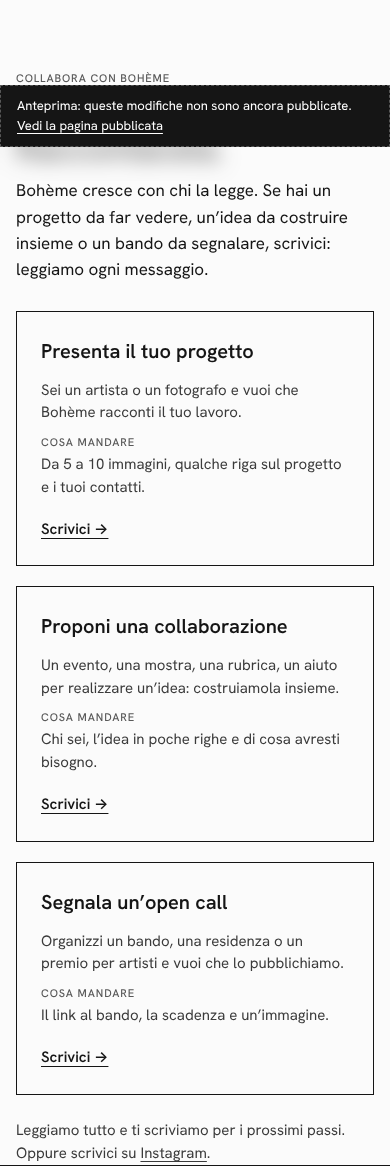 COLLABORA CON BOHÈME
Anteprima: queste modifiche non sono ancora pubblicate.
Vedi la pagina pubblicata
Bohème cresce con chi la legge. Se hai un
progetto da far vedere, un’idea da costruire
insieme o un bando da segnalare, scrivici:
leggiamo ogni messaggio.
Presenta il tuo progetto
Sei un artista o un fotografo e vuoi che
Bohème racconti il tuo lavoro.
COSA MANDARE
Da 5 a 10 immagini, qualche riga sul progetto
e i tuoi contatti.
Scrivici →
Proponi una collaborazione
Un evento, una mostra, una rubrica, un aiuto
per realizzare un’idea: costruiamola insieme.
COSA MANDARE
Chi sei, l’idea in poche righe e di cosa avresti
bisogno.
Scrivici →
Segnala un’open call
Organizzi un bando, una residenza o un
premio per artisti e vuoi che lo pubblichiamo.
COSA MANDARE
Il link al bando, la scadenza e un’immagine.
Scrivici →
Leggiamo tutto e ti scriviamo per i prossimi passi.
Oppure scrivici su Instagram.